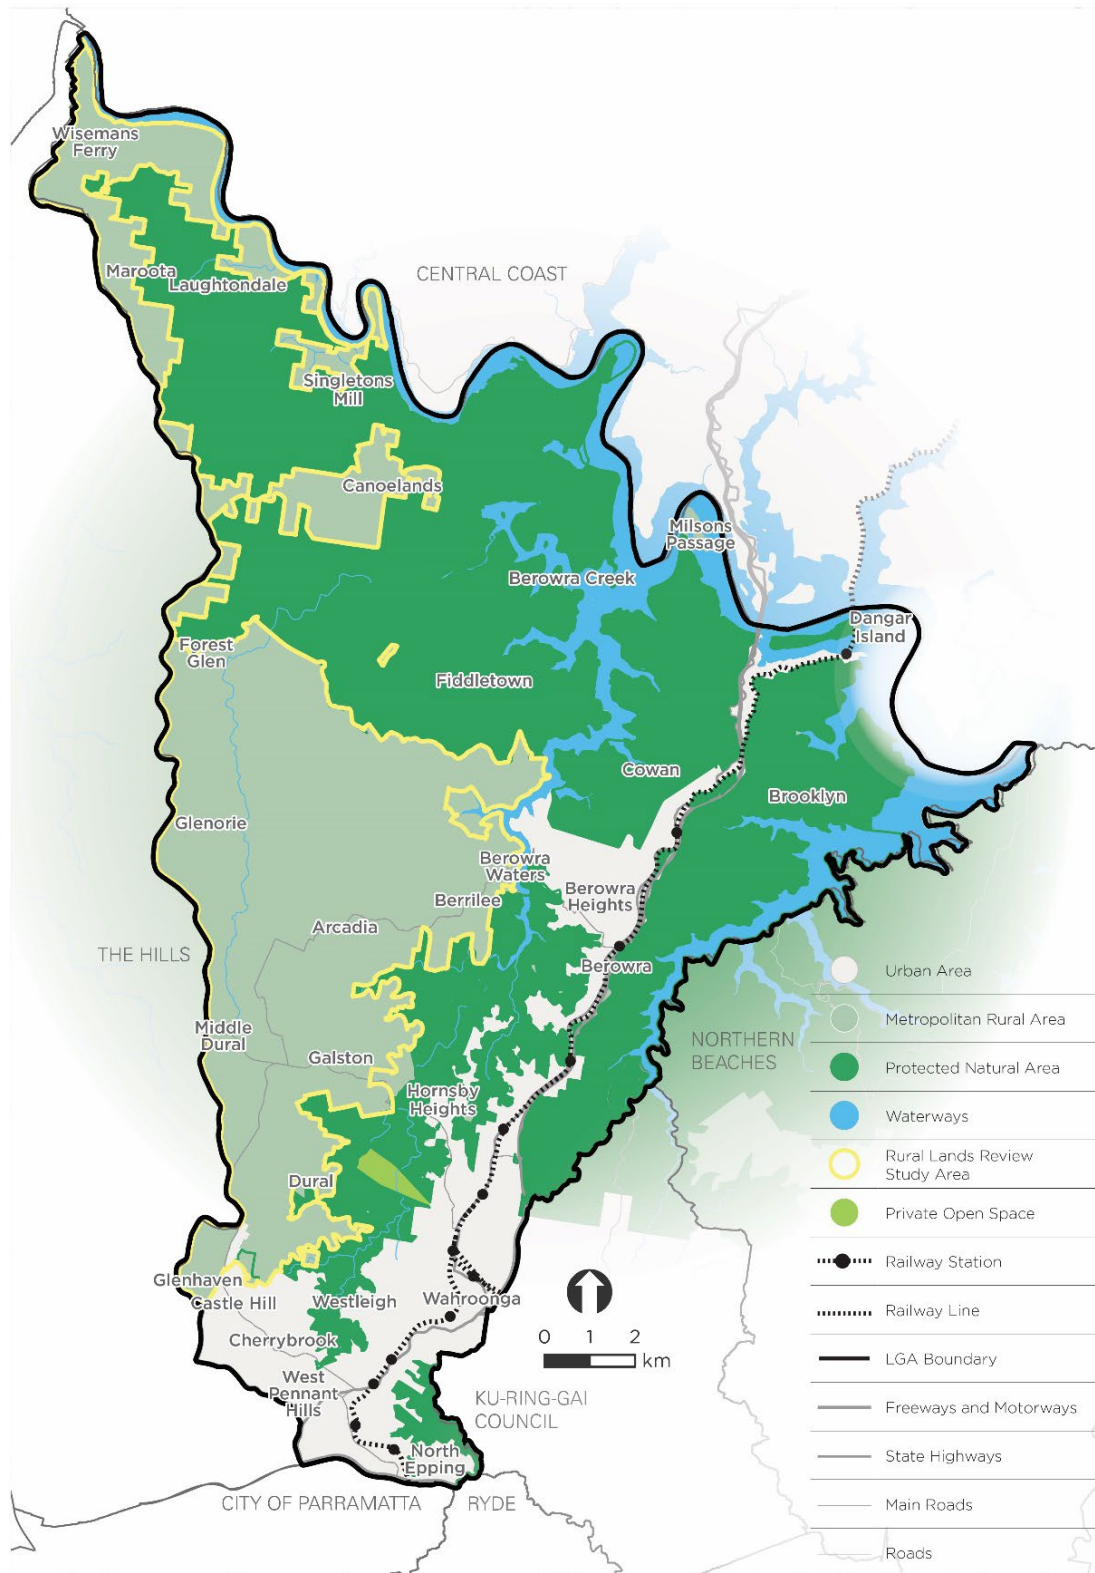 Wisemans
Ferry
CENTRAL COAST
Maroota
Laughtondale
Singletons
Mill
Canoelands
Milsons
Passage
Berowra Creek
Dangar
Island
Forest
Glen
Fiddletown
Cowan
Brooklyn
Glenorie
Berowra
Waters
Berrilee
Berowra
Heights
Arcadia
THE HILLS
Berowra
Middle
Dural
Galston
NORTHERN
BEACHES
Hornsby
Heights
Dural
Glenhaven
Castle Hill
Westleigh
Wahroonga
Cherrybrook
West
Pennant
Hills
0 1 2
km
KU-RING-GAI
COUNCIL
North
Epping
CITY OF PARRAMATTA
RYDE
Urban Area
Metropolitan Rural Area
Protected Natural Area
Waterways
Rural Lands Review
Study Area
Private Open Space
Railway Station
Railway Line
LGA Boundary
Freeways and Motorways
State Highways
Main Roads
Roads